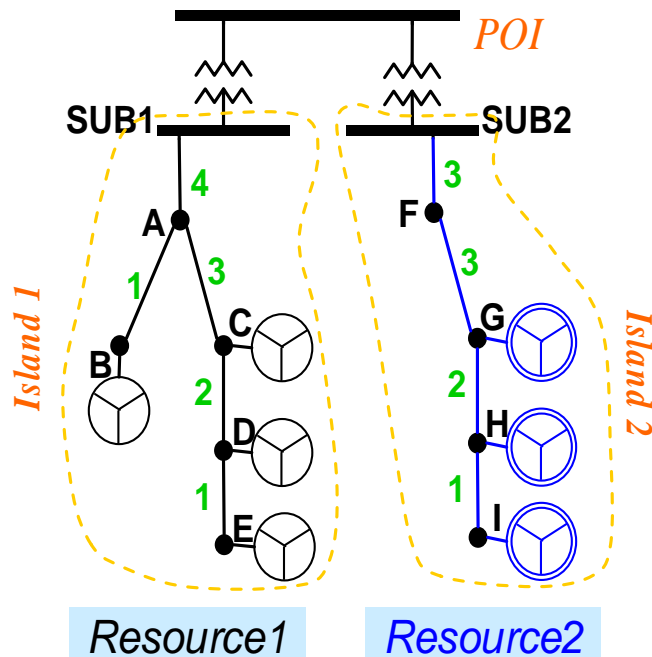 POI
SUB1
SUB2
4
3
A
F
1
3
3
Island 1
Island 2
C
G
B
2
2
D
H
1
1
E
I
Resource1
Resource2